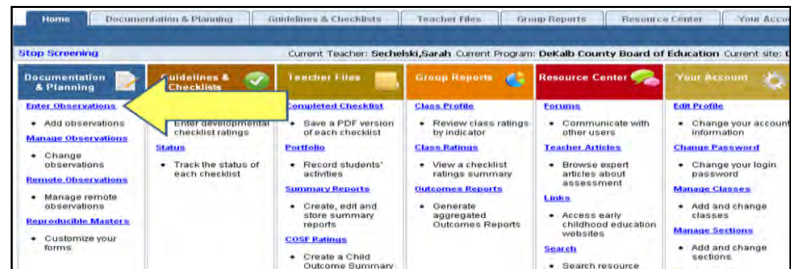 Home Documentation & Planning Guidelines & Checklists Teacher Files Group Reports Resource Center Your Accou
Stop Screening Current Teacher: Sechelski,Sarah Current Program: DeKalb County Board of Education Current site:
Documentation & Planning
Enter Observations
• Add observations
Manage Observations
• Change observations
Remote Observations
• Manage remote observations
Reproducible Masters
• Customize your forms
Guidelines & Checklists
• Enter developmental checklist ratings
Status
• Track the status of each checklist
Teacher Files
Completed Checklist
• Save a PDF version of each checklist
Portfolio
• Record students' activities
Summary Reports
• Create, edit and store summary reports
COSF Ratings
• Create a Child Outcome Summary
Group Reports
Class Profile
• Review class ratings by indicator
Class Ratings
• View a checklist ratings summary
Outcomes Reports
• Generate aggregated Outcomes Reports
Resource Center
Forums
• Communicate with other users
Teacher Articles
• Browse expert articles about assessment
Links
• Access early childhood education websites
Search
• Search resource
Your Account
Edit Profile
• Change your account information
Change Password
• Change your login password
Manage Classes
• Add and change classes
Manage Sections
• Add and change sections